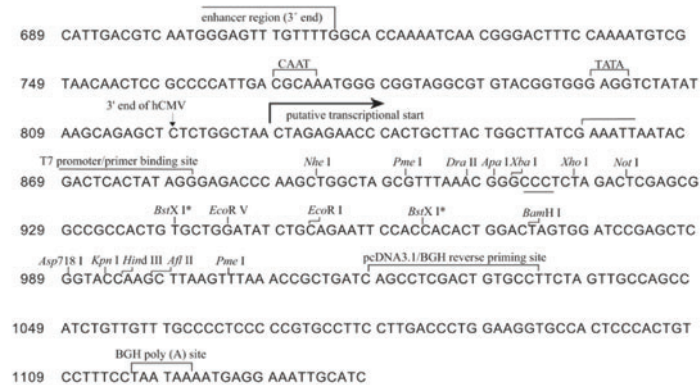 enhancer region (3´ end)
689 CATTGACGTC AATGGGAGTT TGTTTTGGCA CCAAAATCAA CGGGACTTTC CAAAATGTCG
CAAT TATA
749 TAACAACTCC GCCCCATTGA CGCAAATGGG CGGTAGGCGT GTACGGTGGG AGGTCTATAT
3' end of hCMV putative transcriptional start
809 AAGCAGAGCT CTCTGGCTAA CTAGAGAACC CACTGCTTAC TGGCTTATCG AAATTAATAC
T7 promoter/primer binding site Nhe I Pme I Dra II Apa I Xba I Xho I Not I
869 GACTCACTAT AGGGAGACCC AAGCTGGCTA GCGTTTAAAC GGGCCCTCTA GACTCGAGCG
BstX I* EcoR V EcoR I BstX I* BamH I
929 GCCGCCACTG TGCTGGATAT CTGCAGAATT CCACCACACT GGACTAGTGG ATCCGAGCTC
Asp718 I Kpn I Hind III Afl II Pme I pcDNA3.1/BGH reverse priming site
989 GGTACCAAGC TTAAGTTTAA ACCGCTGATC AGCCTCGACT GTGCCTTCTA GTTGCCAGCC
1049 ATCTGTTGTT TGCCCCTCCC CCGTGCCTTC CTTGACCCTG GAAGGTGCCA CTCCCACTGT
BGH poly (A) site
1109 CCTTTCCTAA TAAAATGAGG AAATTGCATC